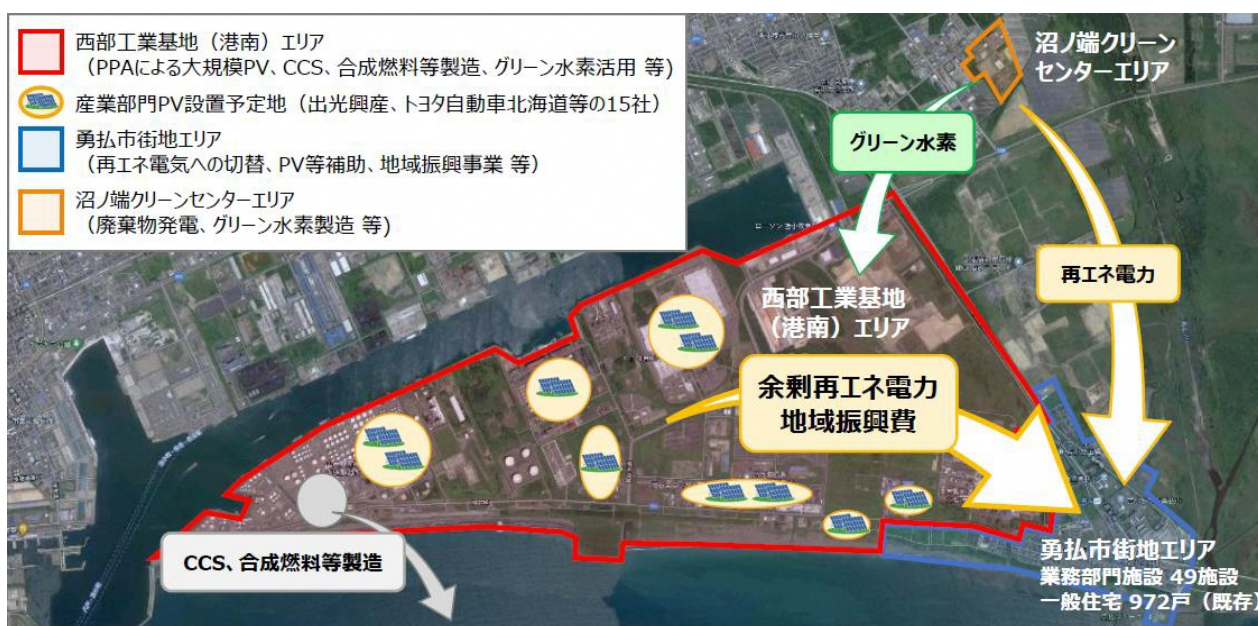 西部工業基地（港南）エリア
（PPAによる大規模PV、CCS、合成燃料等製造、グリーン水素活用 等)
産業部門PV設置予定地（出光興産、トヨタ自動車北海道等の15社）
勇払市街地エリア
（再エネ電気への切替、PV等補助、地域振興事業 等）
沼ノ端クリーンセンターエリア
（廃棄物発電、グリーン水素製造 等)
沼ノ端クリーン
センターエリア
グリーン水素
再エネ電力
西部工業基地
（港南）エリア
余剰再エネ電力
地域振興費
CCS、合成燃料等製造
勇払市街地エリア
業務部門施設 49施設
一般住宅 972戸（既存）